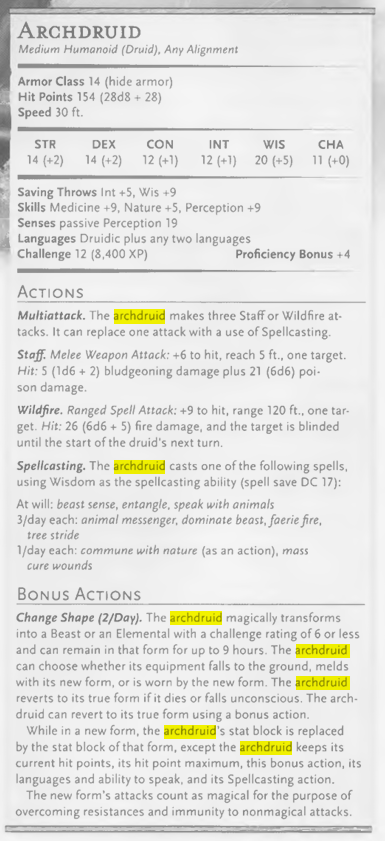 ARCHDRUID
Medium Humanoid (Druid), Any Alignment
Armor Class 14 (hide armor)
Hit Points 154 (28d8 + 28)
Speed 30 ft.
STR DEX CON INT WIS CHA
14 (+2) 14 (+2) 12 (+1) 12 (+1) 20 (+5) 11 (+0)
Saving Throws Int +5, Wis +9
Skills Medicine +9, Nature +5, Perception +9
Senses passive Perception 19
Languages Druidic plus any two languages
Challenge 12 (8,400 XP) Proficiency Bonus +4
ACTIONS
Multiattack. The archdruid makes three Staff or Wildfire at-
tacks. It can replace one attack with a use of Spellcasting.
Staff. Melee Weapon Attack: +6 to hit, reach 5 ft., one target.
Hit: 5 (1d6 + 2) bludgeoning damage plus 21 (6d6) poi-
son damage.
Wildfire. Ranged Spell Attack: +9 to hit, range 120 ft., one tar-
get. Hit: 26 (6d6 + 5) fire damage, and the target is blinded
until the start of the druid's next turn.
Spellcasting. The archdruid casts one of the following spells,
using Wisdom as the spellcasting ability (spell save DC 17):
At will: beast sense, entangle, speak with animals
3/day each: animal messenger, dominate beast, faerie fire,
tree stride
1/day each: commune with nature (as an action), mass
cure wounds
BONUS ACTIONS
Change Shape (2/Day). The archdruid magically transforms
into a Beast or an Elemental with a challenge rating of 6 or less
and can remain in that form for up to 9 hours. The archdruid
can choose whether its equipment falls to the ground, melds
with its new form, or is worn by the new form. The archdruid
reverts to its true form if it dies or falls unconscious. The arch-
druid can revert to its true form using a bonus action.
While in a new form, the archdruid's stat block is replaced
by the stat block of that form, except the archdruid keeps its
current hit points, its hit point maximum, this bonus action, its
languages and ability to speak, and its Spellcasting action.
The new form's attacks count as magical for the purpose of
overcoming resistances and immunity to nonmagical attacks.